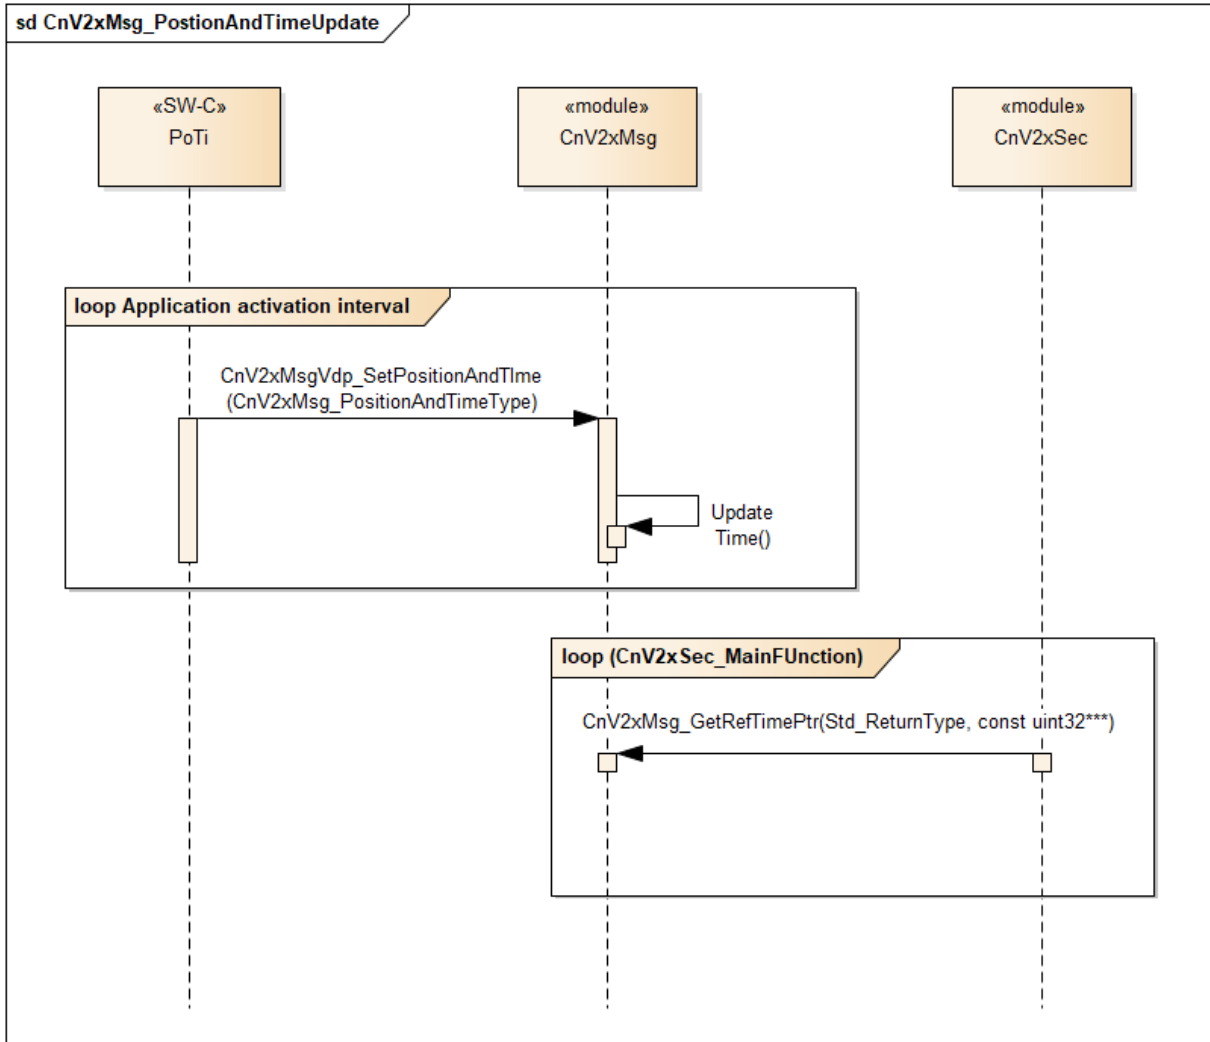 sd CnV2xMsg_PostionAndTimeUpdate
«SW-C»
PoTi
«module»
CnV2xMsg
«module»
CnV2xSec
loop Application activation interval
CnV2xMsgVdp_SetPositionAndTIme
(CnV2xMsg_PositionAndTimeType)
Update
Time()
loop (CnV2xSec_MainFUnction)
CnV2xMsg_GetRefTimePtr(Std_ReturnType, const uint32***)